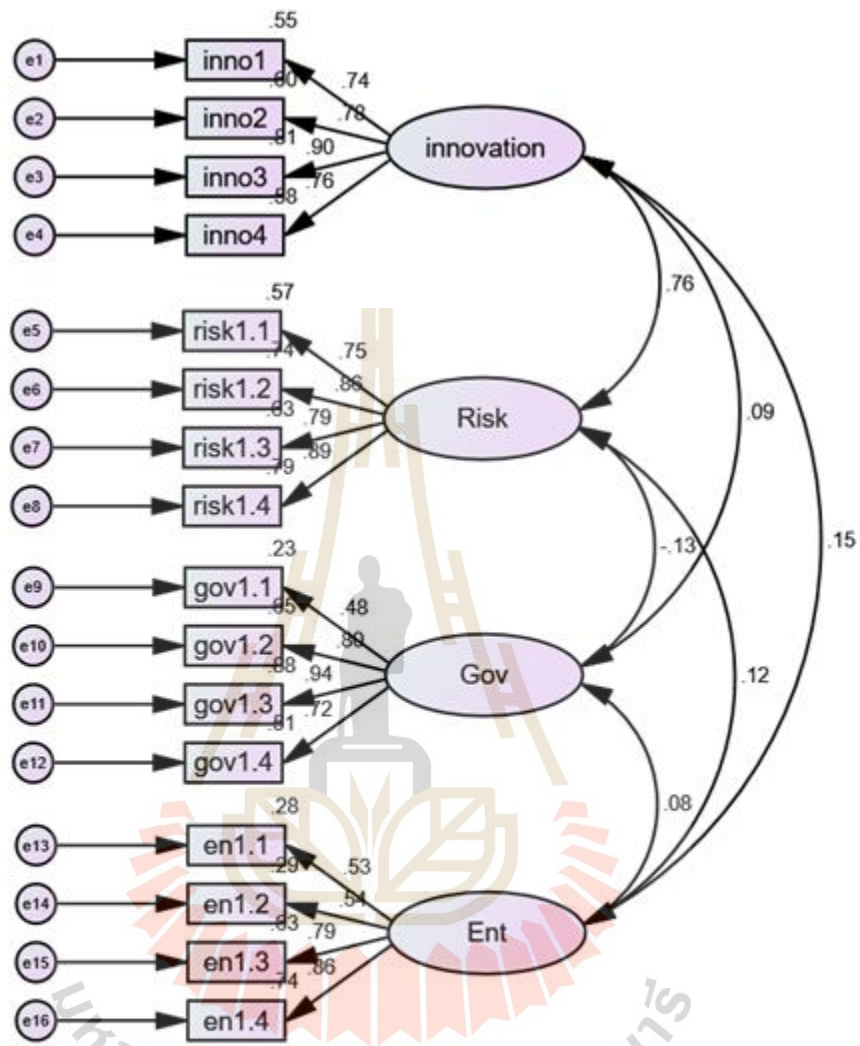 .55
e1 inno1 .74
.60
e2 inno2 .78 innovation
.81 .90
e3 inno3 .76
.58
e4 inno4
.76
.57
e5 risk1.1 .75
.74
e6 risk1.2 .86 Risk .09
.63 .79
e7 risk1.3 .89
.79
e8 risk1.4
-.13 .15
.23
e9 gov1.1 .48
.65
e10 gov1.2 .80 Gov .12
.88 .94
e11 gov1.3 .72
.51
e12 gov1.4
.08
.28
e13 en1.1 .53
.29
e14 en1.2 .54 Ent
.63 .79
e15 en1.3 .86
.74
e16 en1.4